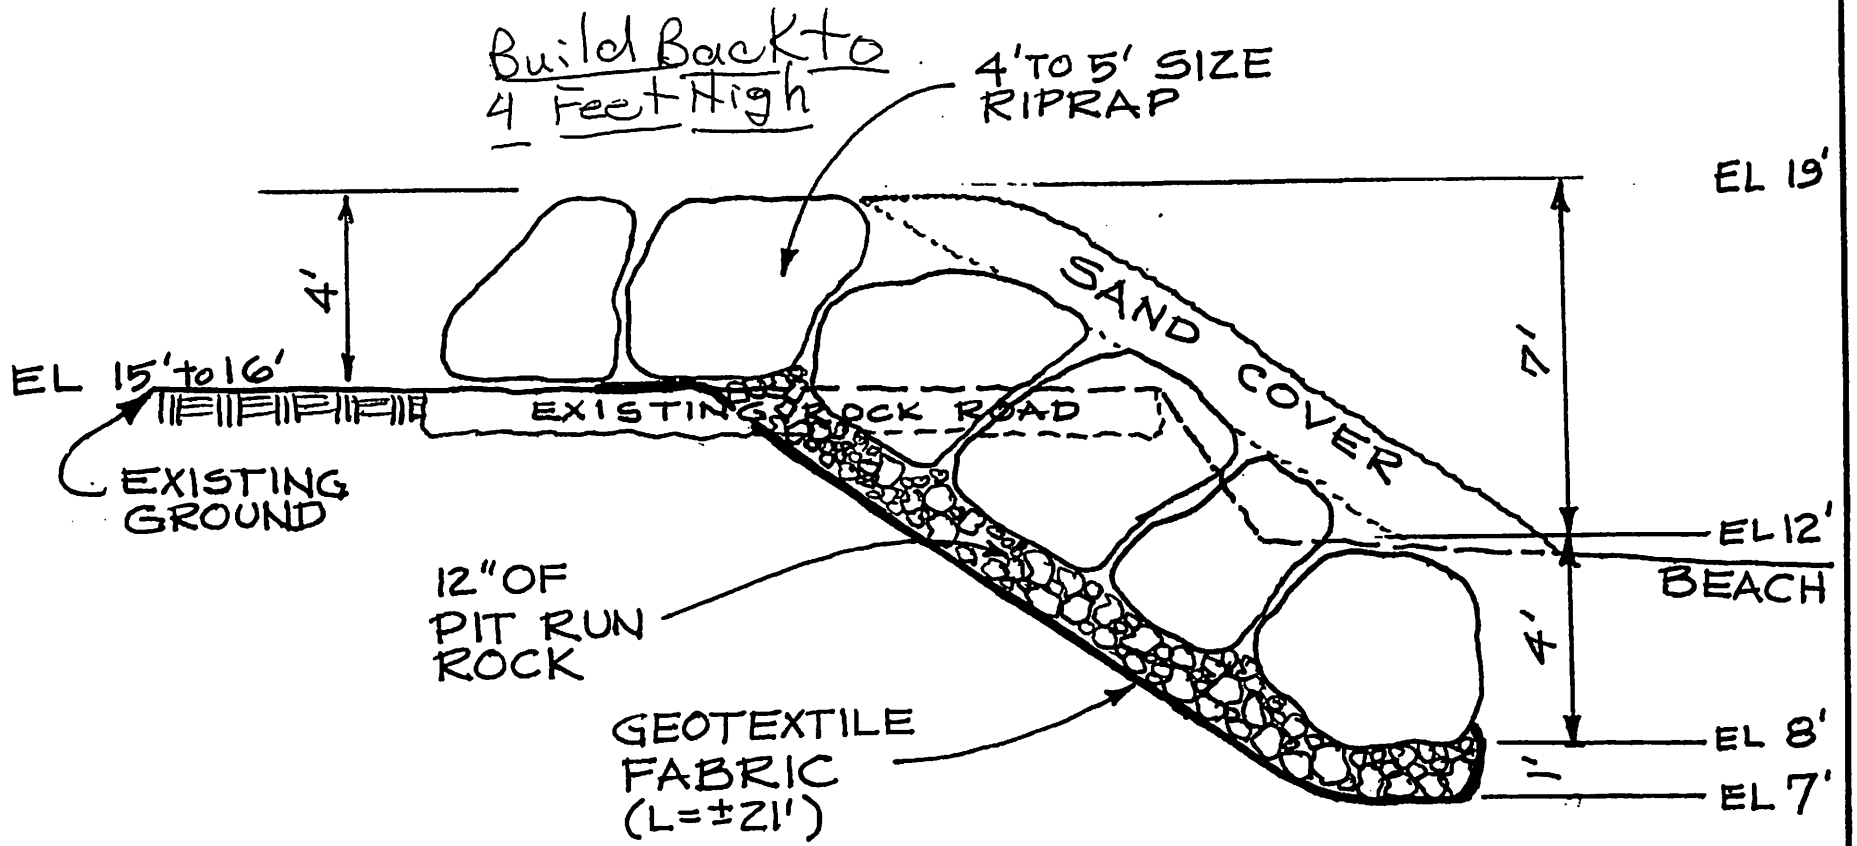 Build Back to
4 Feet High
4' TO 5' SIZE
RIPRAP
EL 19'
4'
SAND COVER
7'
EL 15' to 16'
EXISTING ROCK ROAD
EXISTING
GROUND
EL 12'
BEACH
12" OF
PIT RUN
ROCK
4'
GEOTEXTILE
FABRIC
(L=±21')
EL 8'
1'
EL 7'